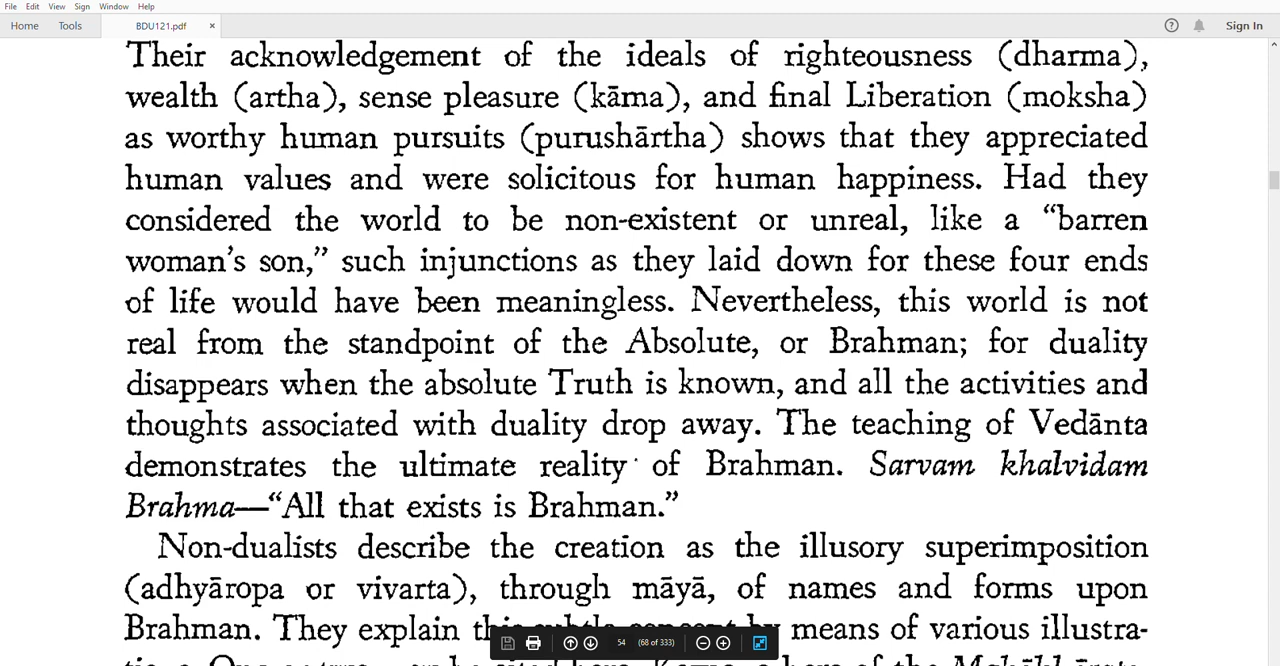 File Edit View Sign Window Help
Home Tools BDU121.pdf × Sign In
Their acknowledgement of the ideals of righteousness (dharma),
wealth (artha), sense pleasure (kāma), and final Liberation (moksha)
as worthy human pursuits (purushārtha) shows that they appreciated
human values and were solicitous for human happiness. Had they
considered the world to be non-existent or unreal, like a “barren
woman’s son,” such injunctions as they laid down for these four ends
of life would have been meaningless. Nevertheless, this world is not
real from the standpoint of the Absolute, or Brahman; for duality
disappears when the absolute Truth is known, and all the activities and
thoughts associated with duality drop away. The teaching of Vedānta
demonstrates the ultimate reality of Brahman. Sarvam khalvidam
Brahma—“All that exists is Brahman.”
Non-dualists describe the creation as the illusory superimposition
(adhyāropa or vivarta), through māyā, of names and forms upon
Brahman. They explain means of various illustra-
54 (68 of 333)